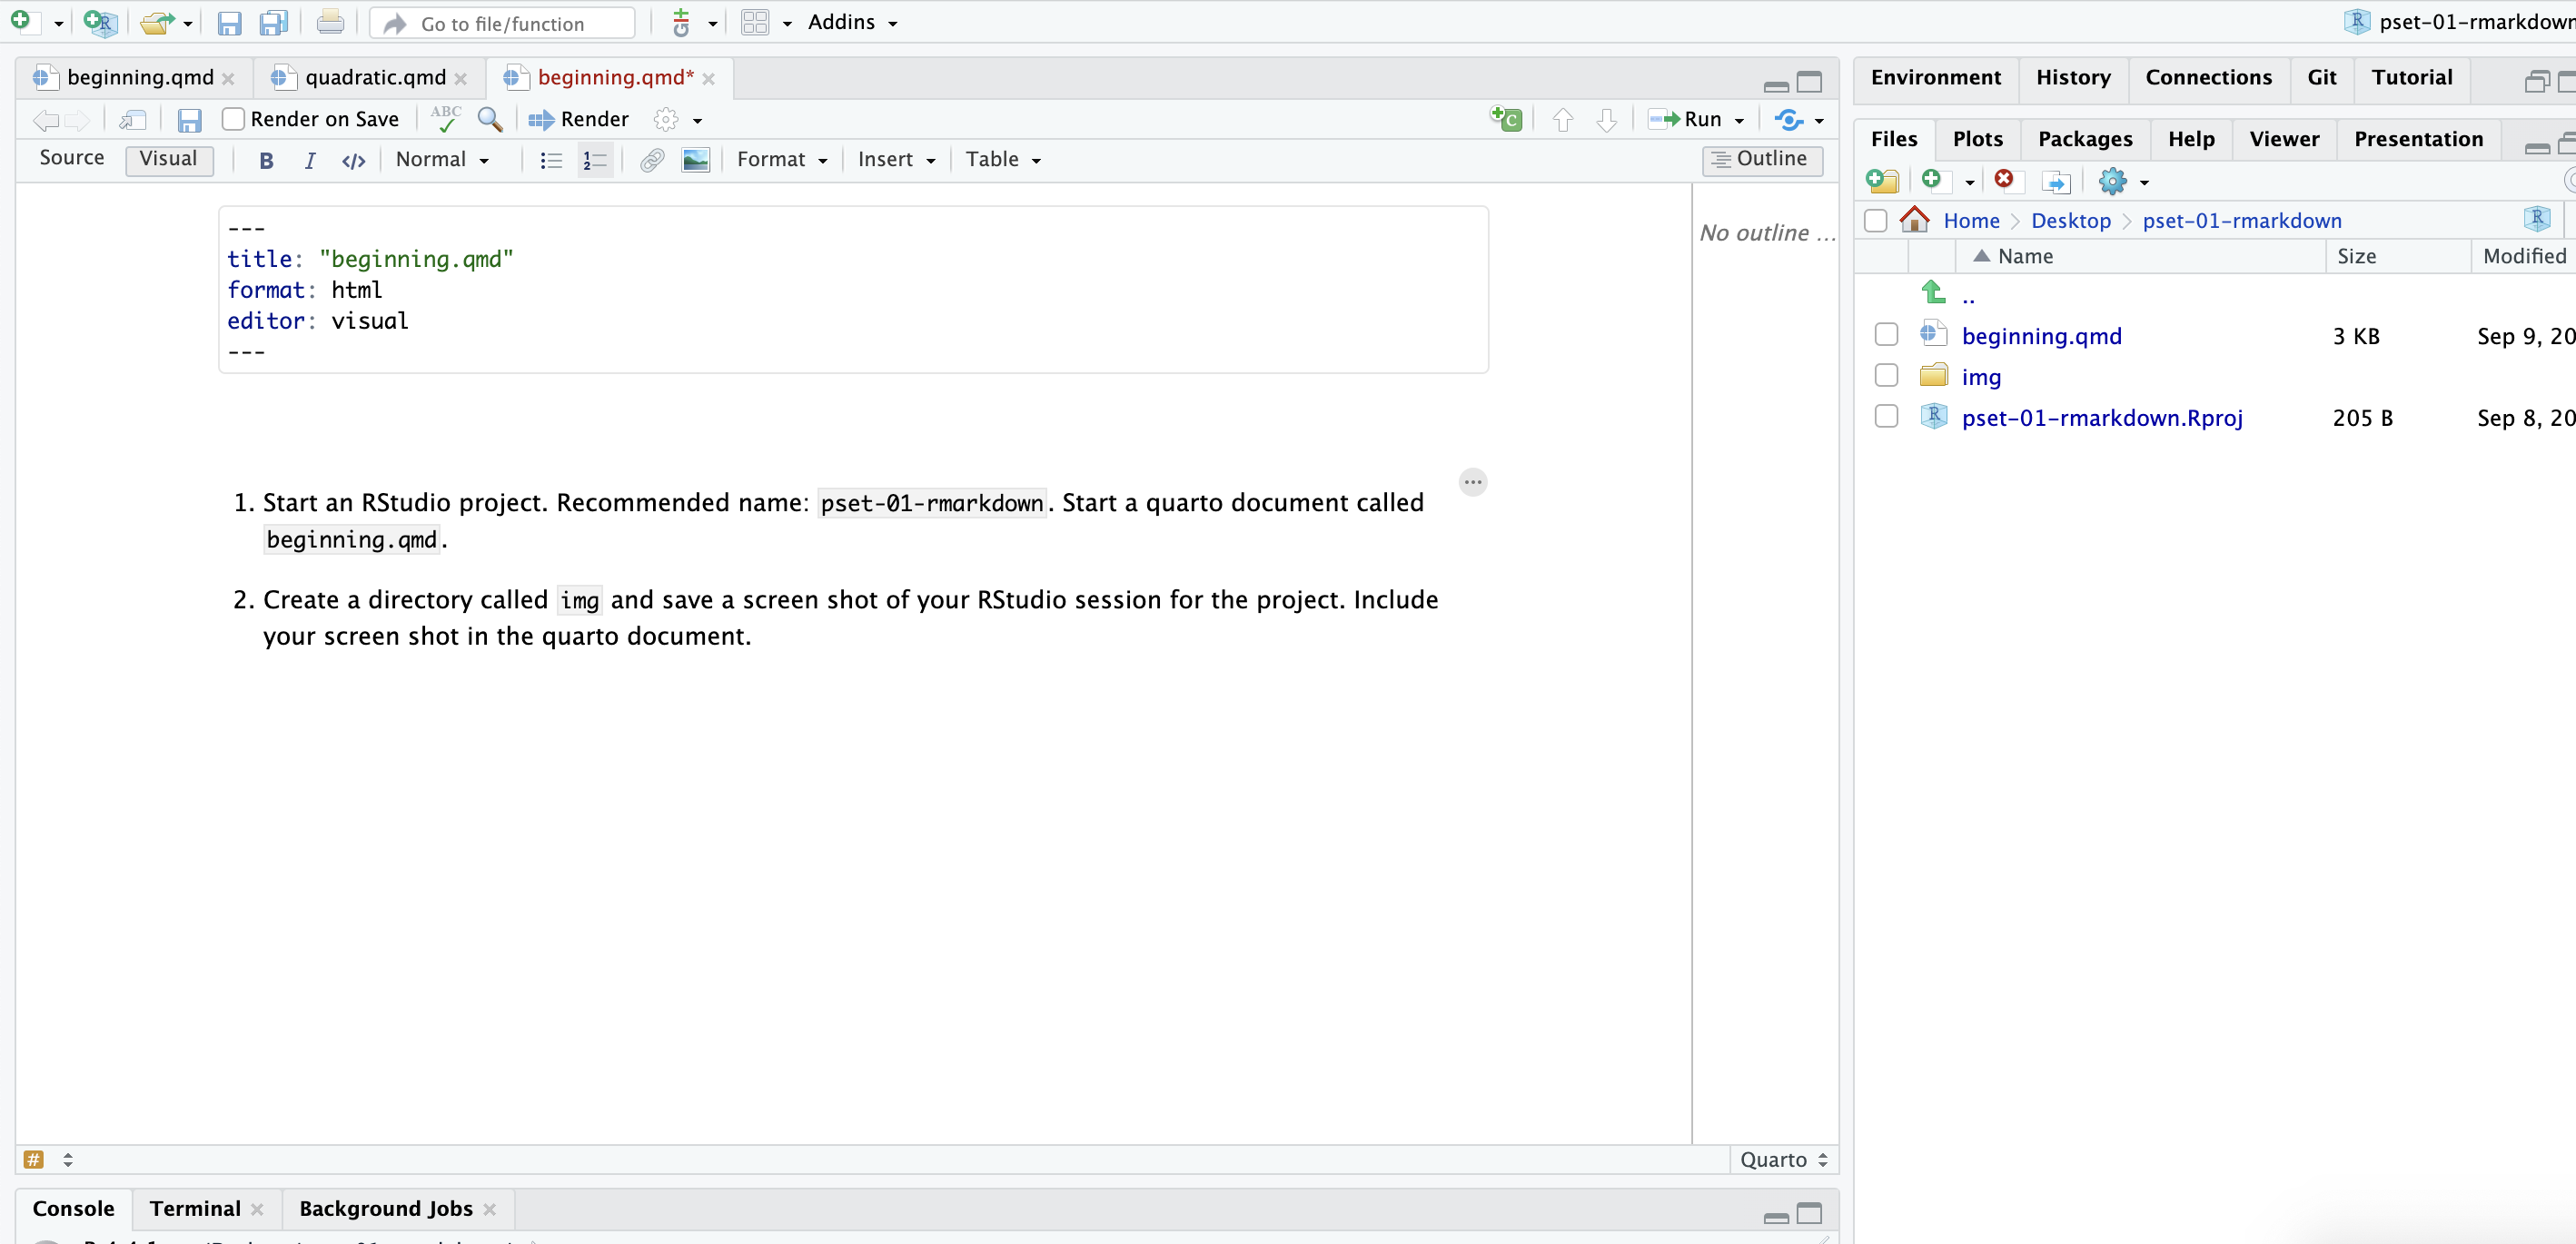 Go to file/function
Addins
pset-01-rmarkdown
beginning.qmd
quadratic.qmd
beginning.qmd*
Render on Save
ABC
Render
Run
Source
Visual
B
I
</>
Normal
Format
Insert
Table
Outline
---
title: "beginning.qmd"
format: html
editor: visual
---
No outline ...
1. Start an RStudio project. Recommended name: pset-01-rmarkdown. Start a quarto document called
beginning.qmd.
2. Create a directory called img and save a screen shot of your RStudio session for the project. Include
your screen shot in the quarto document.
#
Quarto
Console
Terminal
Background Jobs
Environment
History
Connections
Git
Tutorial
Files
Plots
Packages
Help
Viewer
Presentation
Home
Desktop
pset-01-rmarkdown
Name
Size
Modified
..
beginning.qmd
3 KB
Sep 9, 20
img
pset-01-rmarkdown.Rproj
205 B
Sep 8, 20